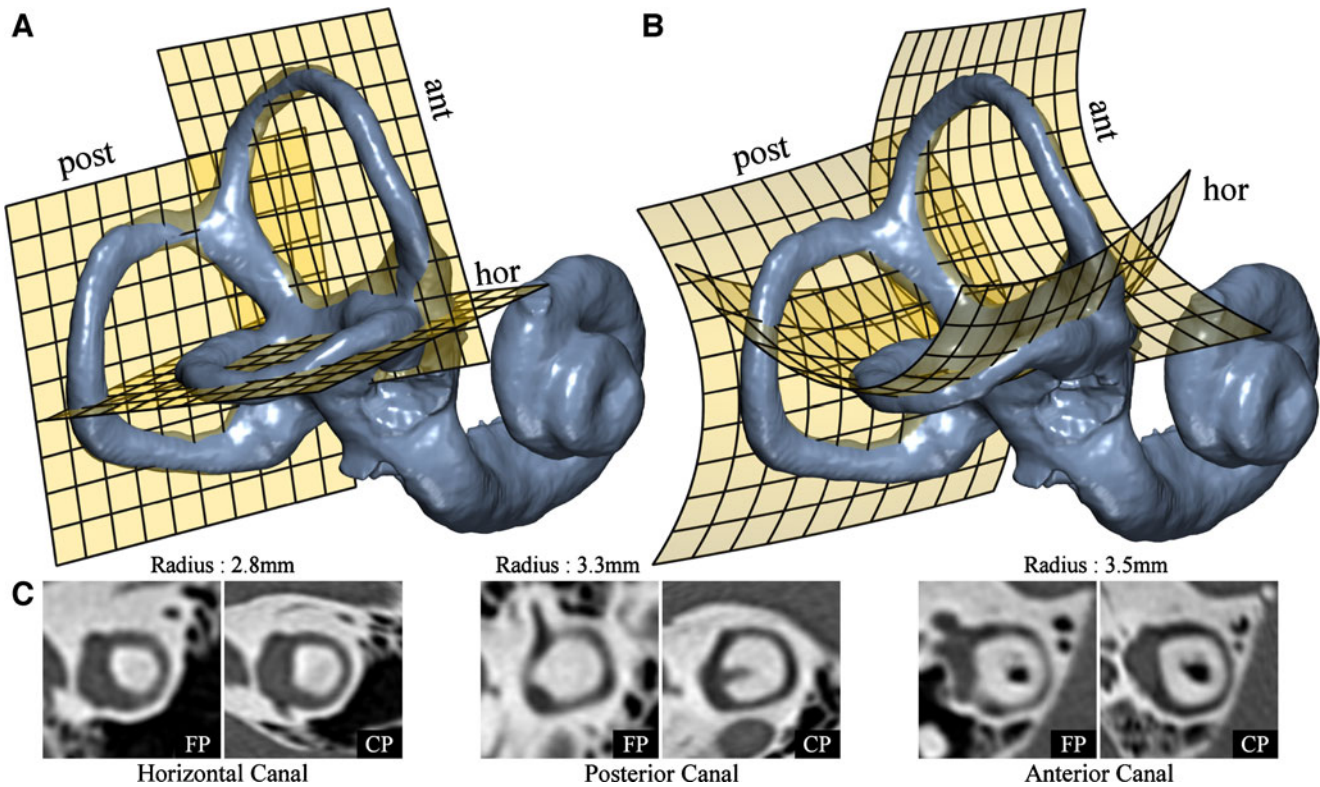 A
B
post
ant
hor
post
ant
hor
C
Radius : 2.8mm
Radius : 3.3mm
Radius : 3.5mm
FP
CP
FP
CP
FP
CP
Horizontal Canal
Posterior Canal
Anterior Canal